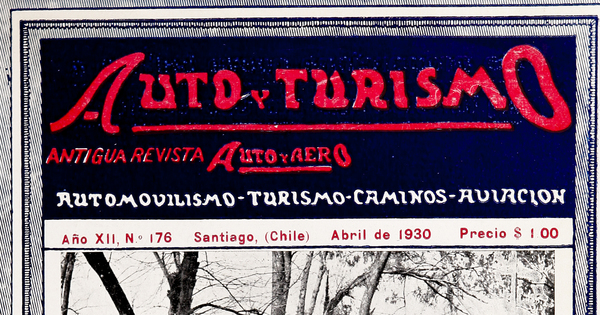 AUTO Y TURISMO
ANTIGUA REVISTA AUTO Y AERO
AUTOMOVILISMO-TURISMO-CAMINOS-AVIACION
Año XII, N.º 176 Santiago, (Chile) Abril de 1930 Precio $ 1 00